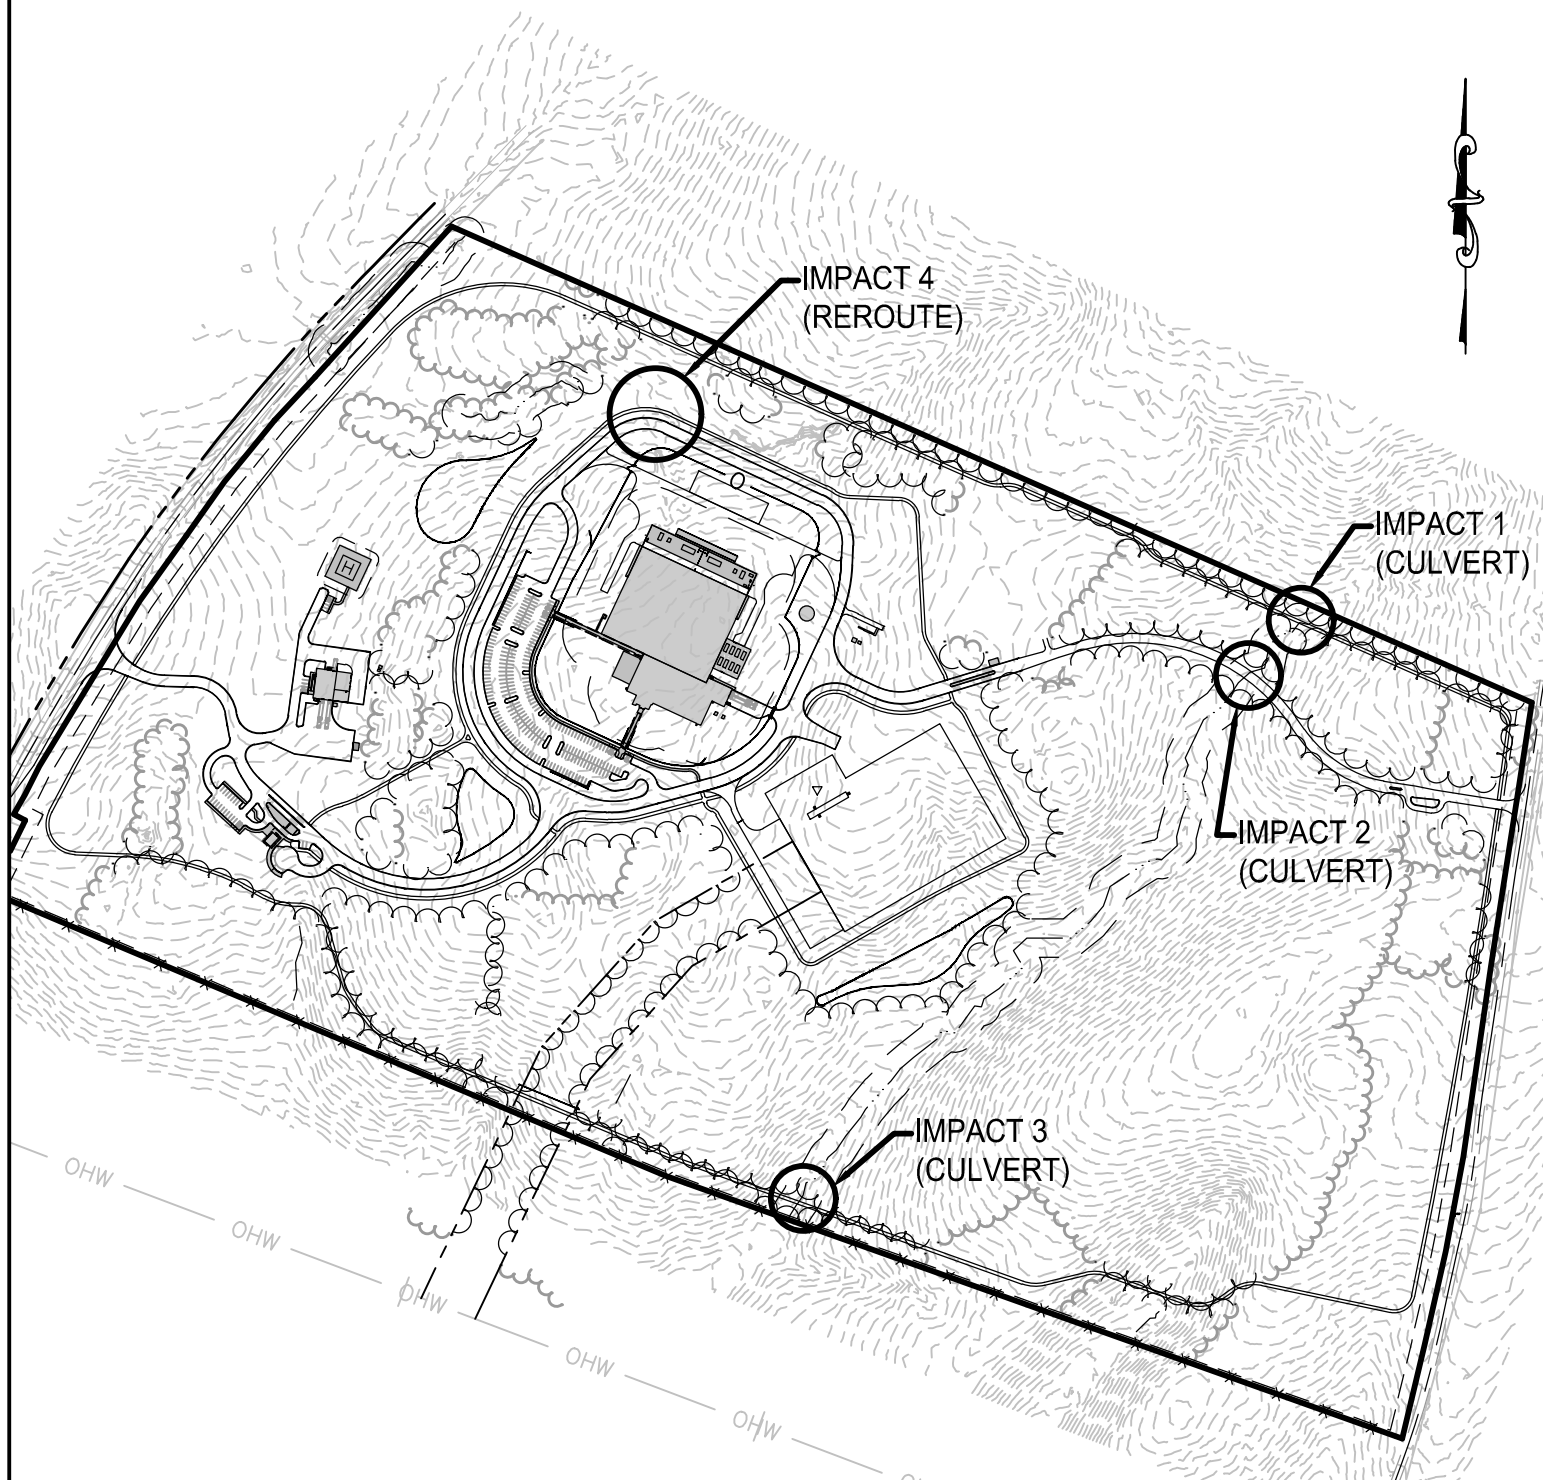 IMPACT 4
(REROUTE)
IMPACT 1
(CULVERT)
H
IMPACT 2
(CULVERT)
IMPACT 3
(CULVERT)
OHW
OHW
OHW
OHW
OHW